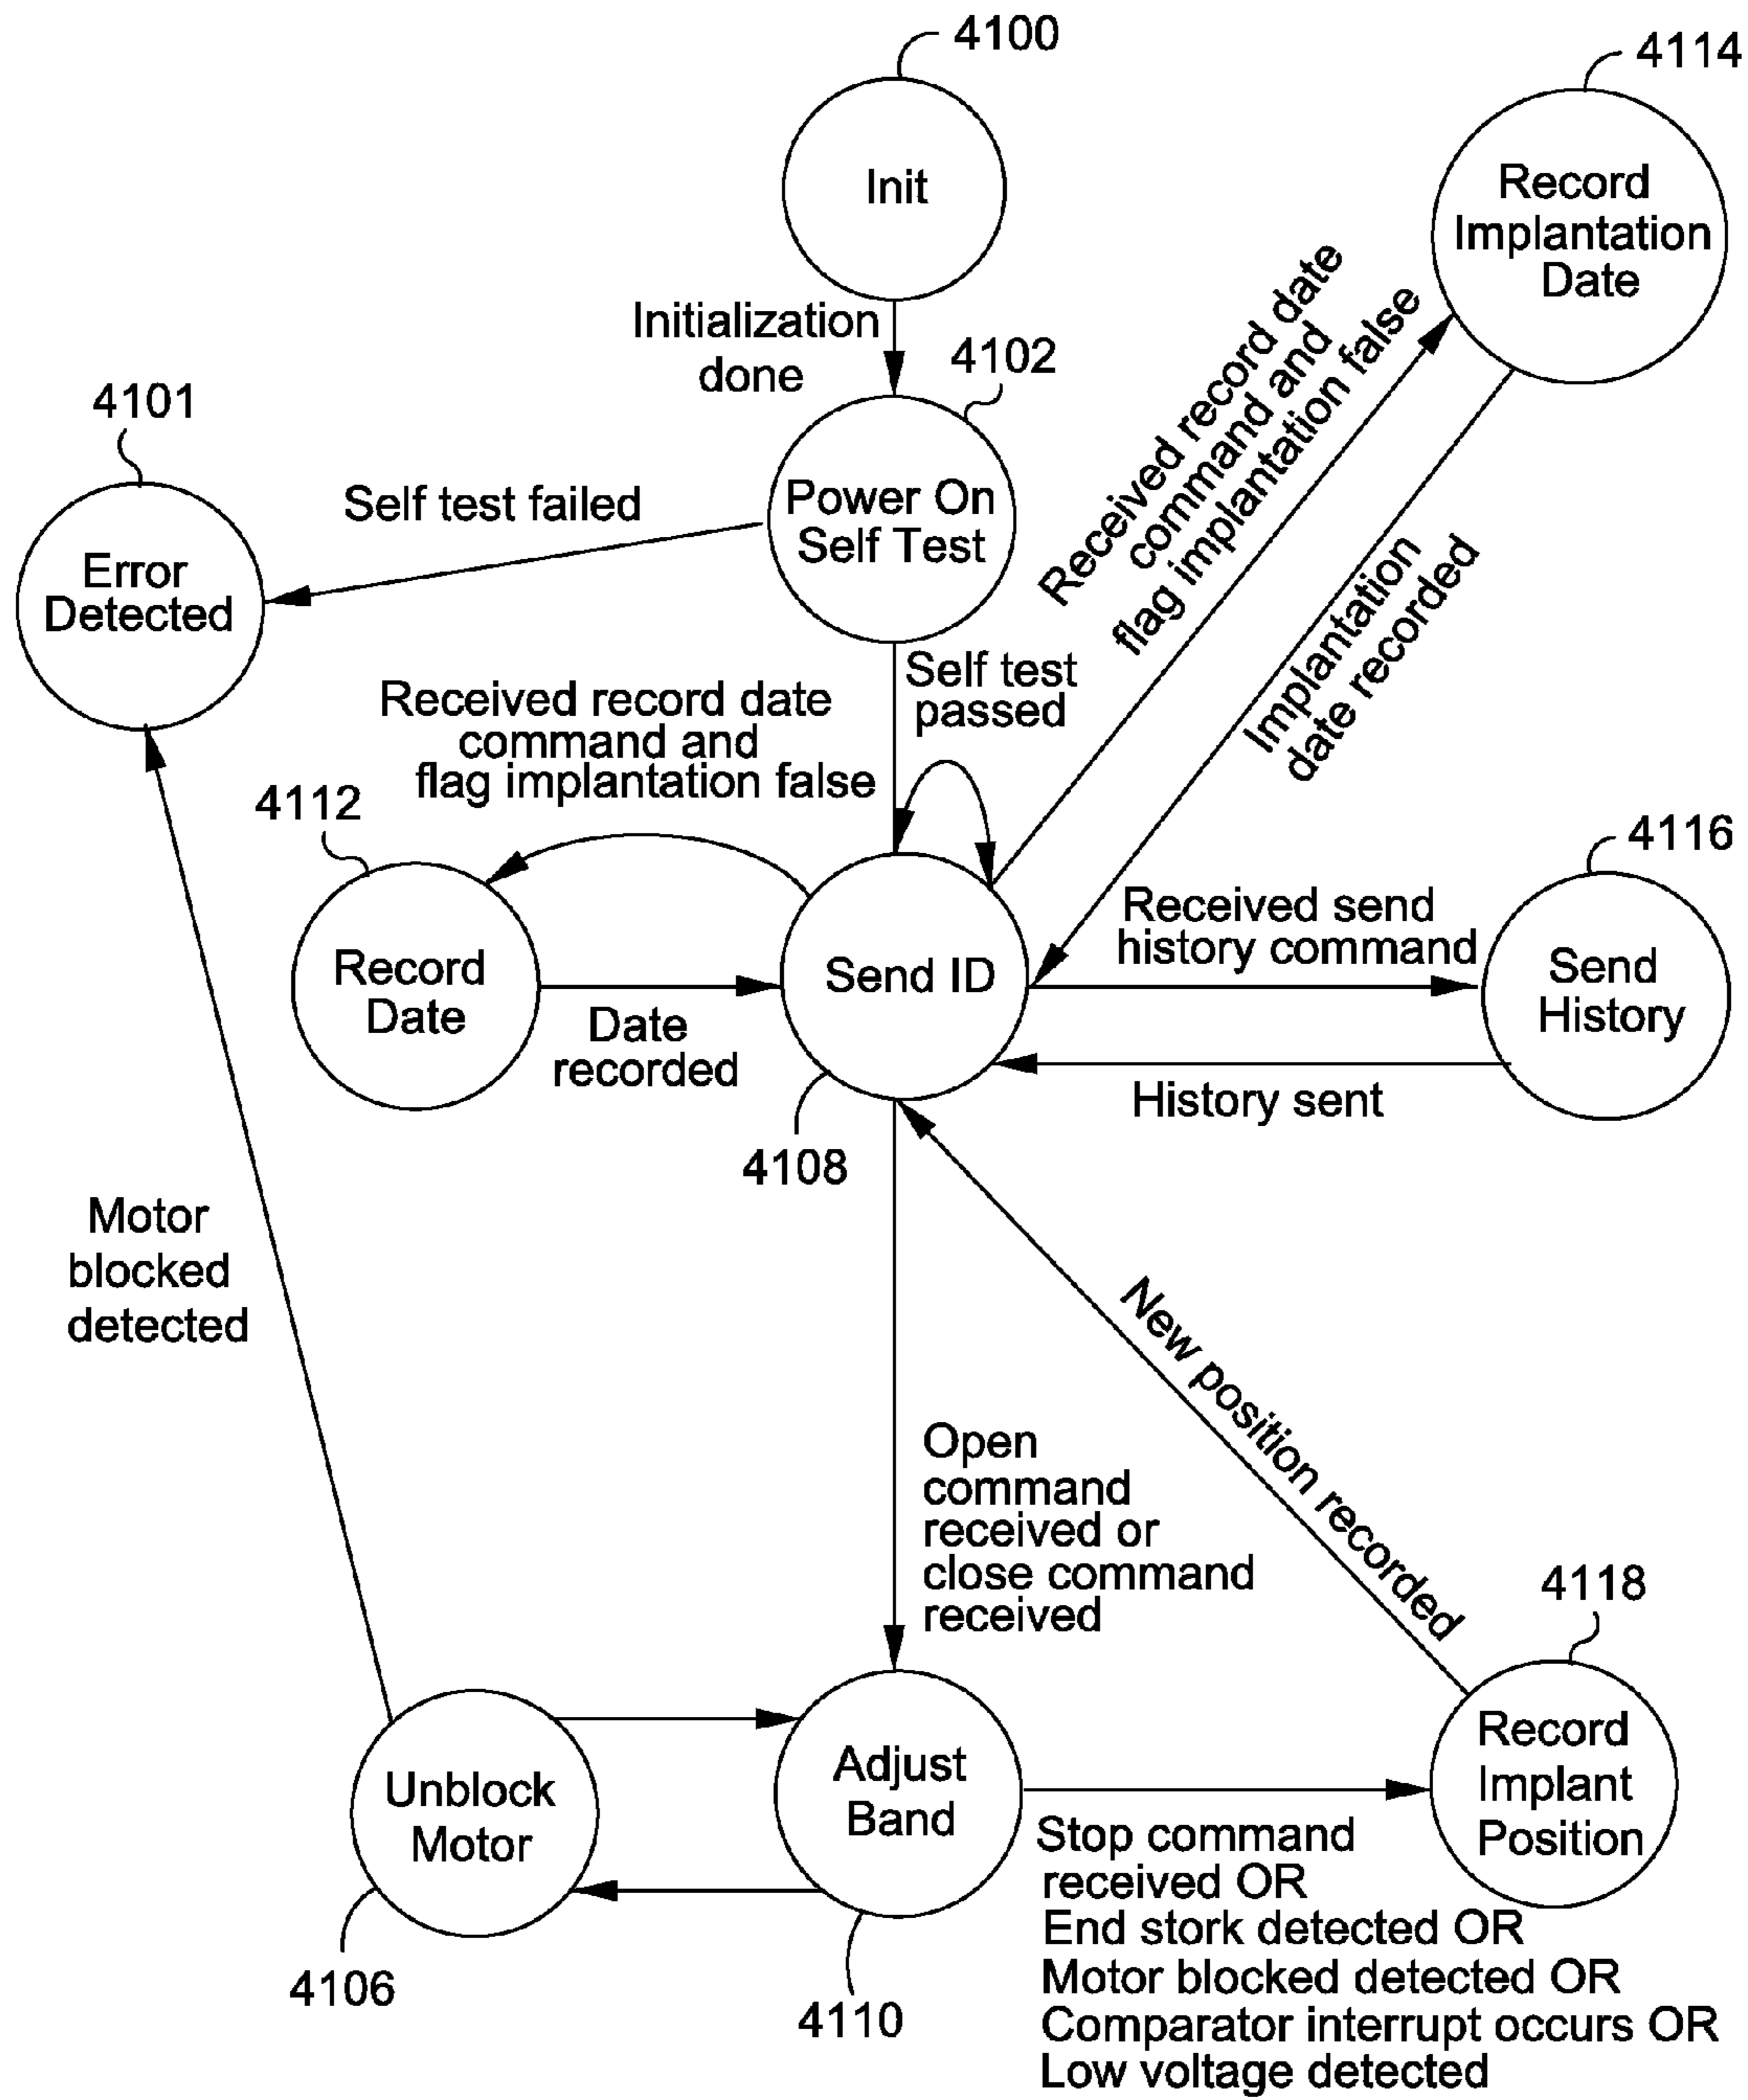 4100
4114
Init
Record
Implantation
Date
Initialization
done
4102
4101
Received record date
command and
flag implantation false
Self test failed
Power On
Self Test
Error
Detected
Implantation
date recorded
Self test
passed
Received record date
command and
flag implantation false
4112
4116
Received send
history command
Record
Date
Send ID
Send
History
Date
recorded
History sent
4108
Motor
blocked
detected
New position recorded
Open
command
received or
close command
received
4118
Unblock
Motor
Adjust
Band
Record
Implant
Position
Stop command
received OR
End stork detected OR
Motor blocked detected OR
Comparator interrupt occurs OR
Low voltage detected
4106
4110